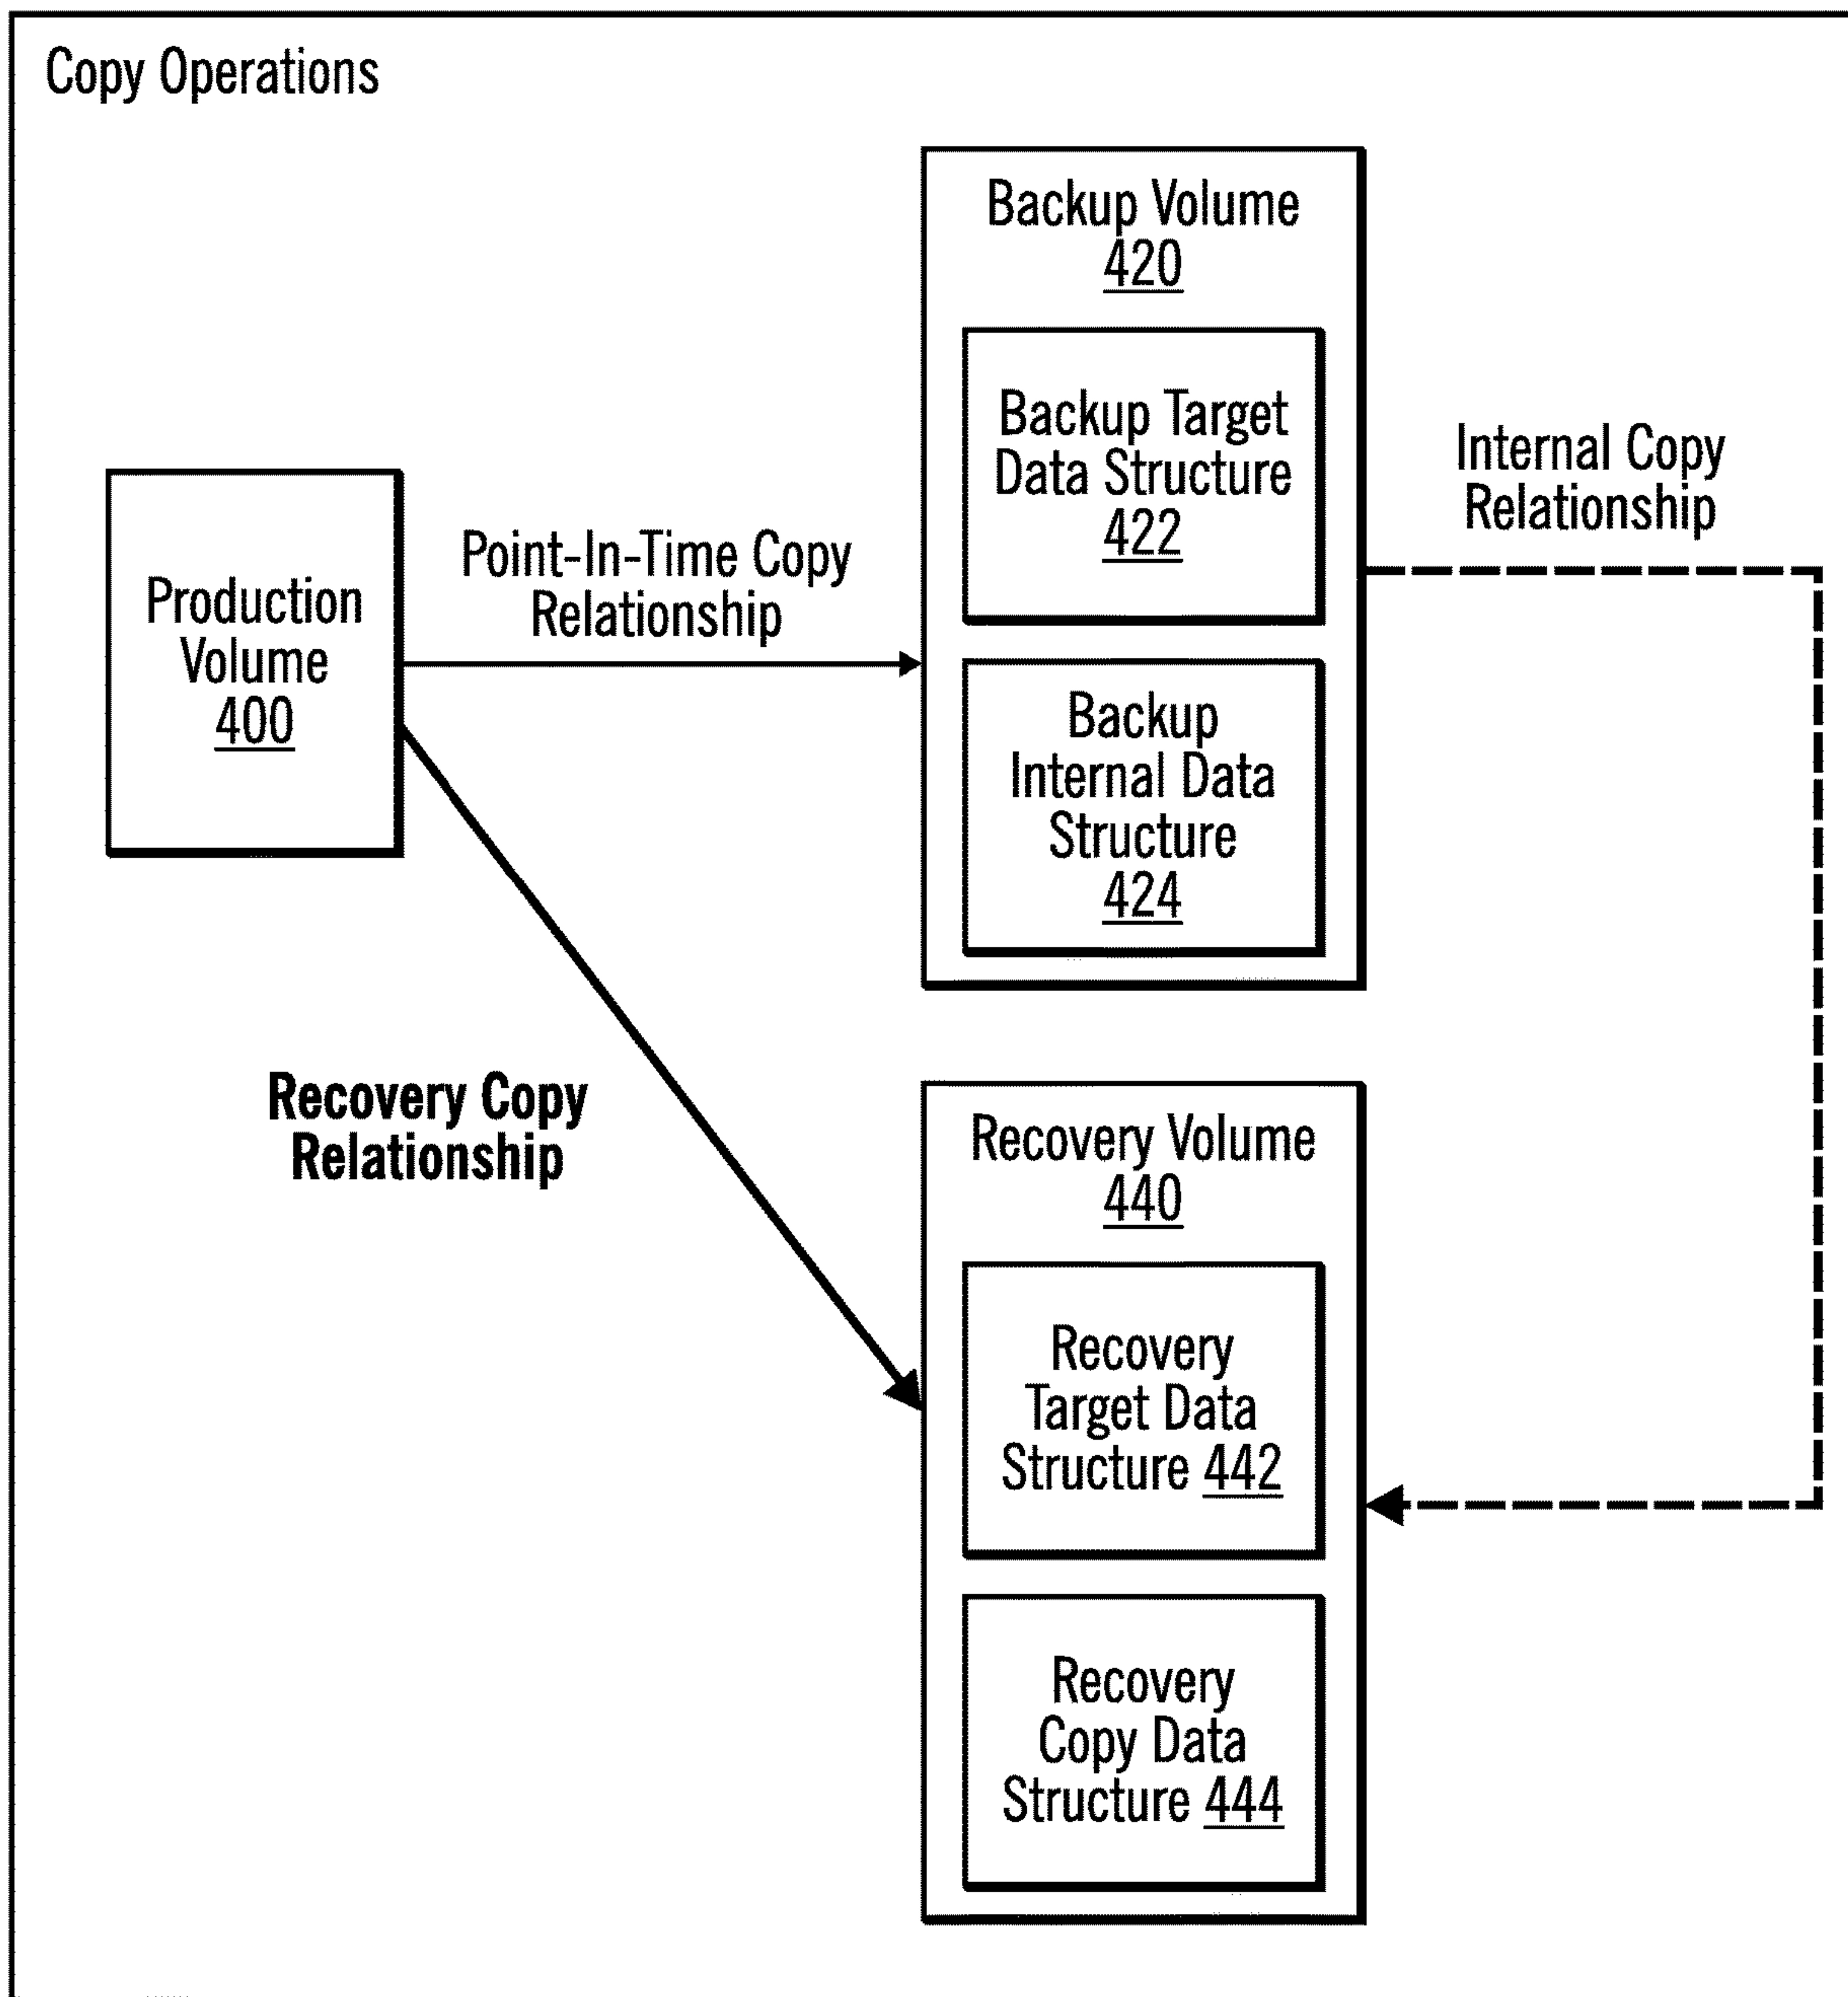 Copy Operations
Backup Volume
420
Backup Target
Data Structure
422
Backup
Internal Data
Structure
424
Internal Copy
Relationship
Production
Volume
400
Point-In-Time Copy
Relationship
Recovery Copy
Relationship
Recovery Volume
440
Recovery
Target Data
Structure 442
Recovery
Copy Data
Structure 444